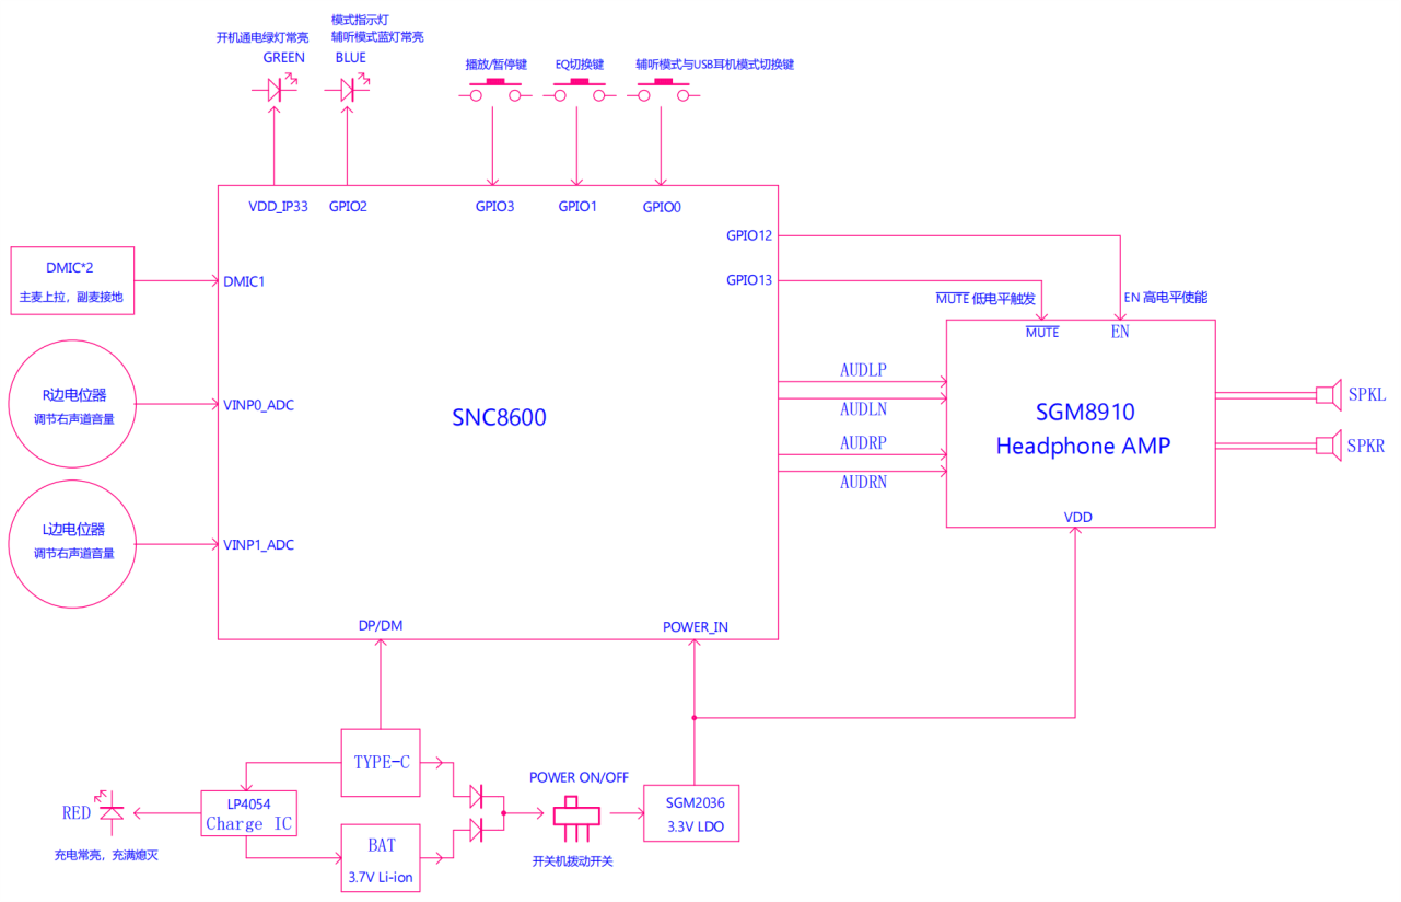 模式指示灯
开机通电绿灯常亮
辅听模式蓝灯常亮
GREEN
BLUE
播放/暂停键
EQ切换键
辅听模式与USB耳机模式切换键
VDD_IP33
GPIO2
GPIO3
GPIO1
GPIO0
GPIO12
DMIC*2
主麦上拉，副麦接地
DMIC1
GPIO13
MUTE 低电平触发
EN 高电平使能
MUTE
EN
R边电位器
调节右声道音量
VINP0_ADC
SNC8600
AUDLP
AUDLN
AUDRP
AUDRN
SGM8910
Headphone AMP
SPKL
SPKR
L边电位器
调节右声道音量
VINP1_ADC
VDD
DP/DM
POWER_IN
TYPE-C
POWER ON/OFF
RED
LP4054
Charge IC
SGM2036
3.3V LDO
充电常亮，充满熄灭
BAT
3.7V Li-ion
开关机拨动开关